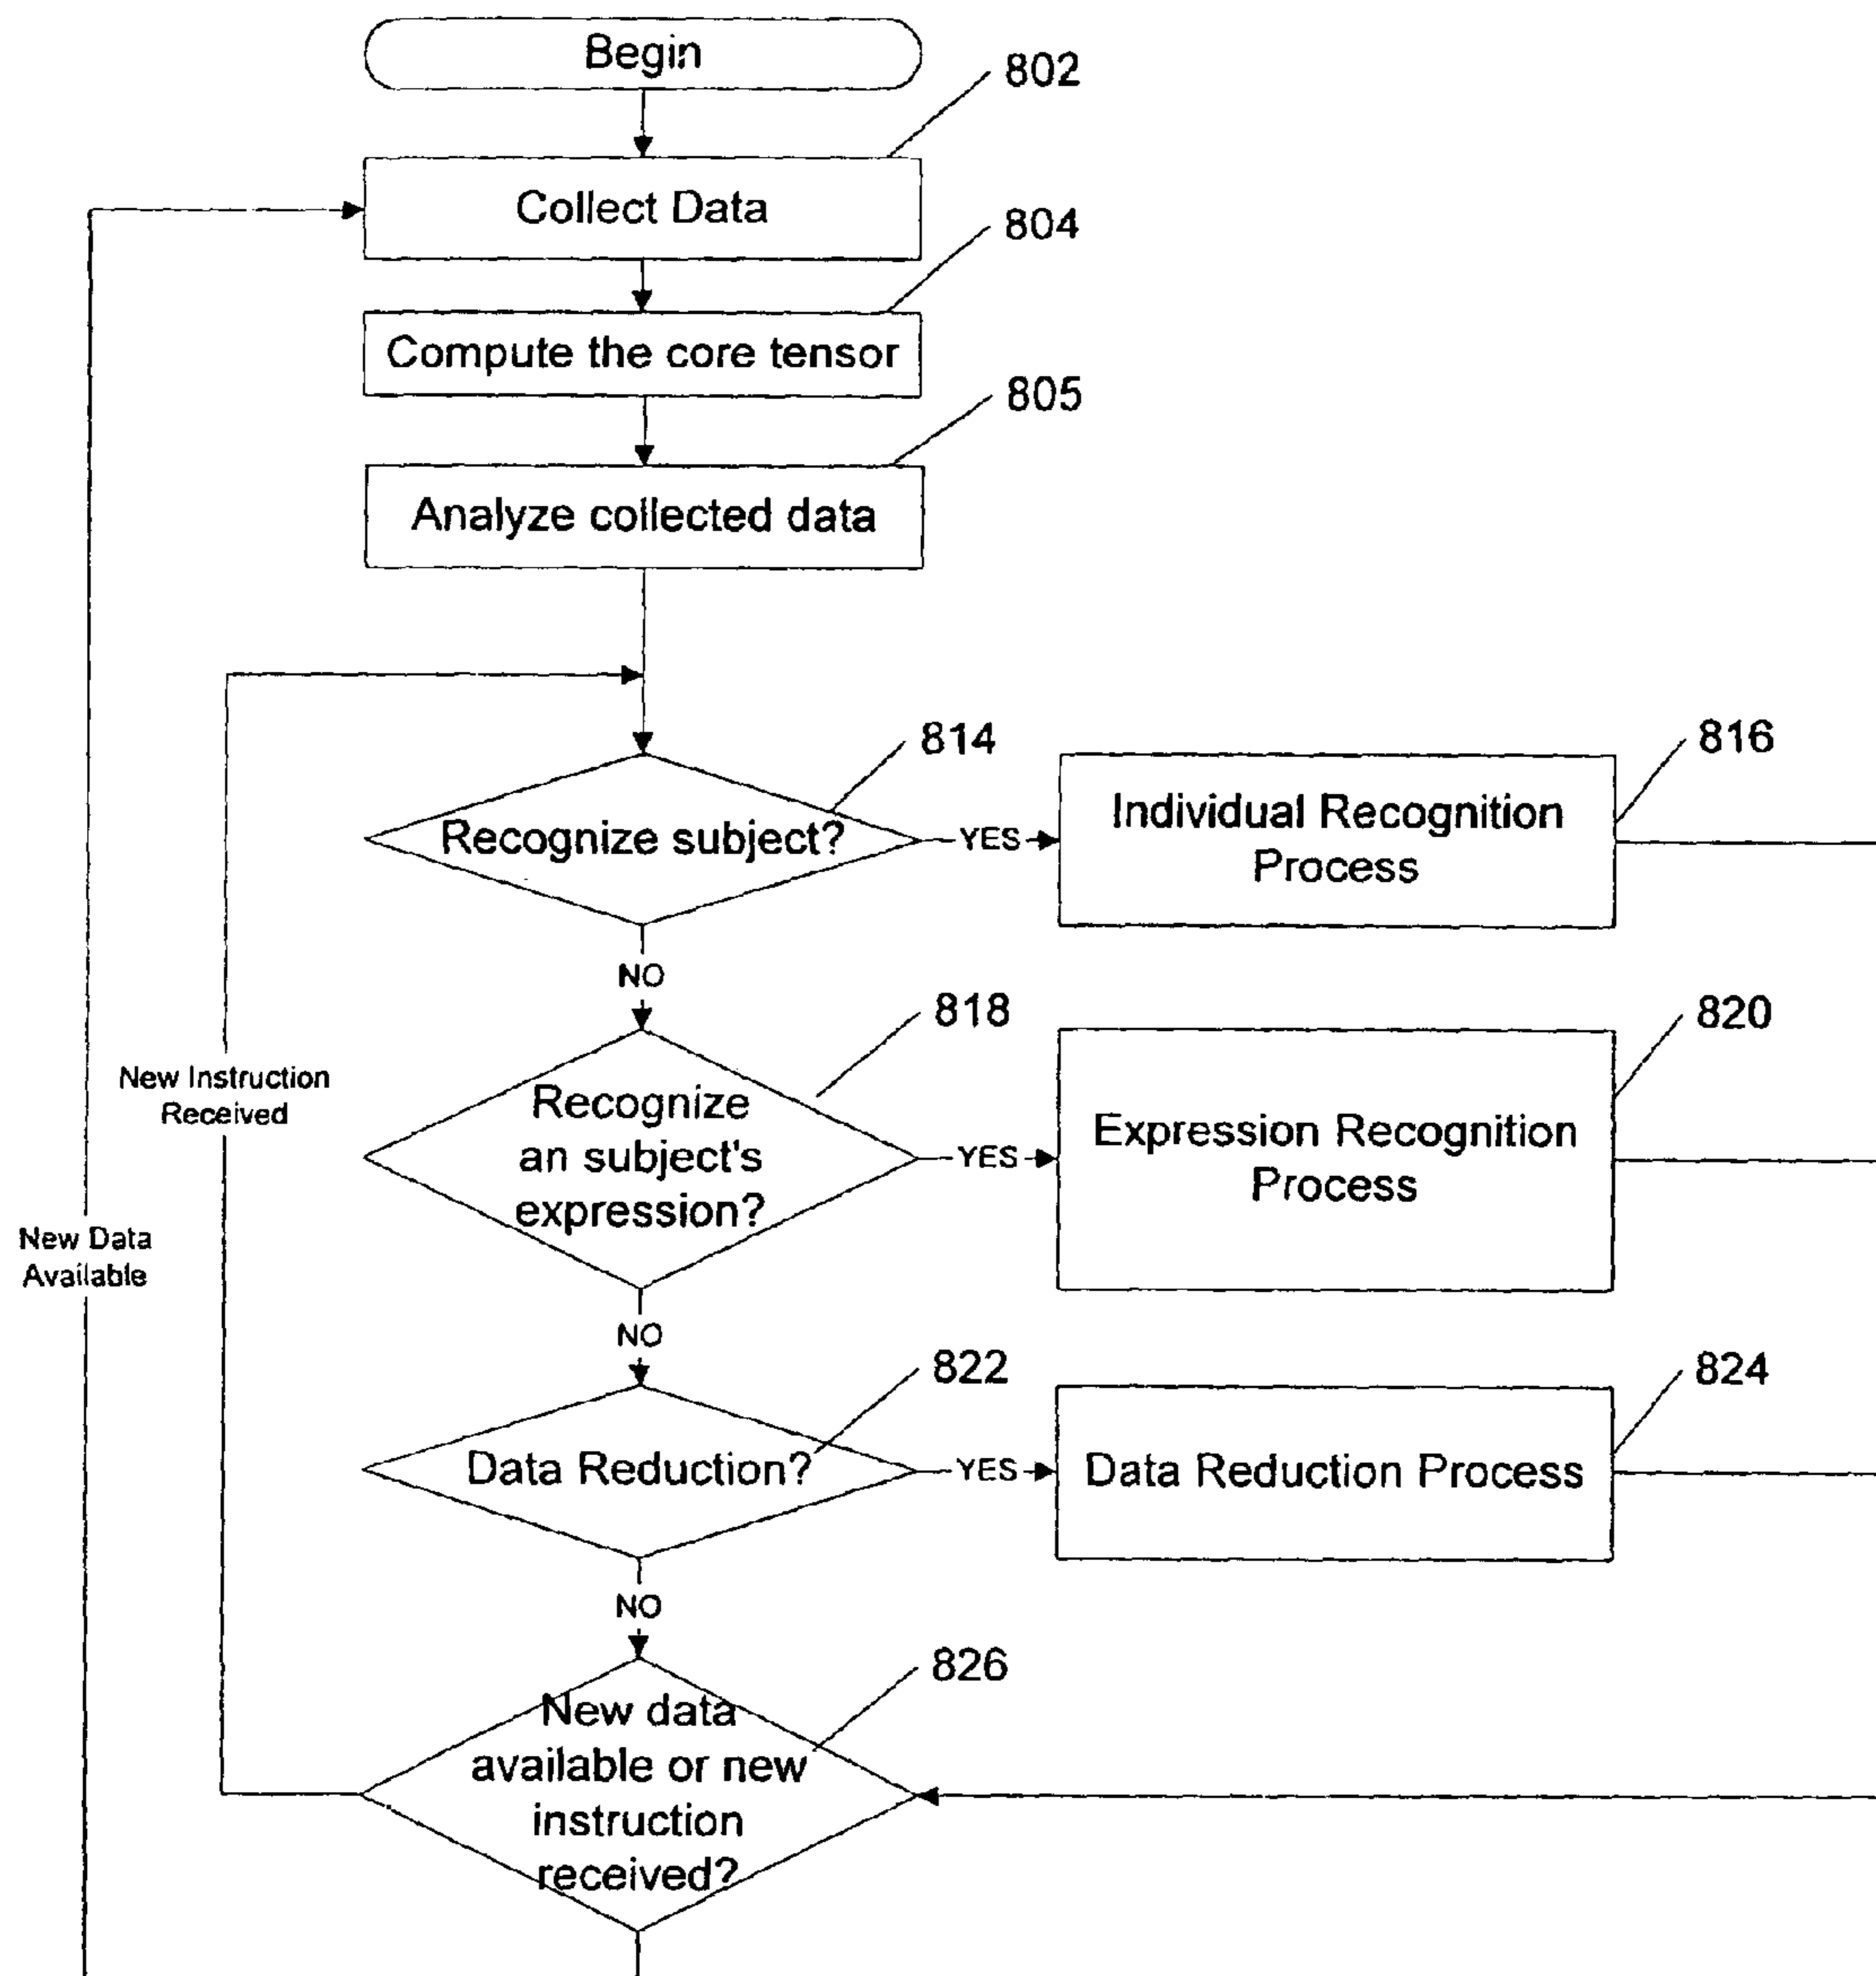 Begin
802
Collect Data
804
Compute the core tensor
805
Analyze collected data
814
Recognize subject?
YES
816
Individual Recognition
Process
NO
818
Recognize
an subject's
expression?
YES
820
Expression Recognition
Process
New Instruction
Received
New Data
Available
NO
822
Data Reduction?
YES
824
Data Reduction Process
NO
826
New data
available or new
instruction
received?